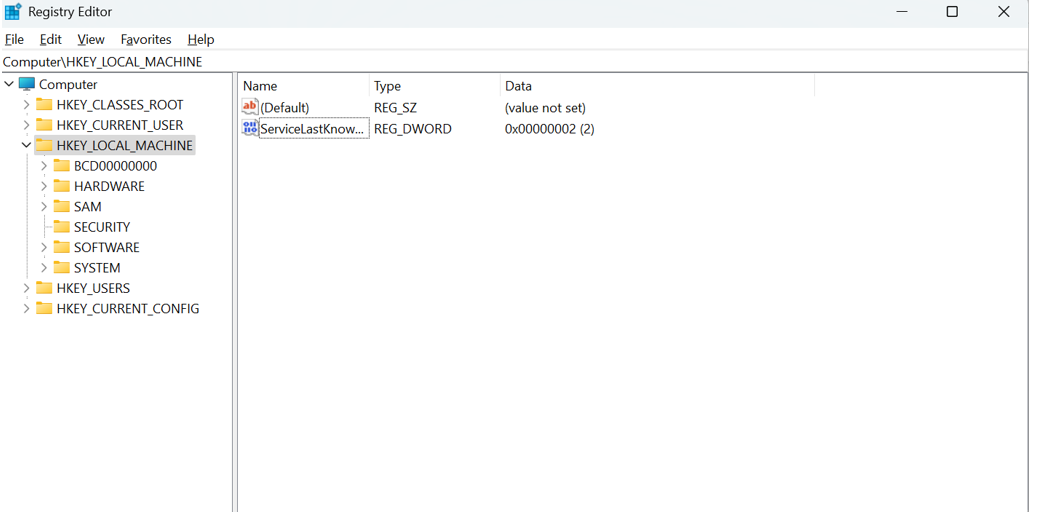 Registry Editor
File Edit View Favorites Help
Computer\HKEY_LOCAL_MACHINE
Computer
HKEY_CLASSES_ROOT
HKEY_CURRENT_USER
HKEY_LOCAL_MACHINE
BCD00000000
HARDWARE
SAM
SECURITY
SOFTWARE
SYSTEM
HKEY_USERS
HKEY_CURRENT_CONFIG
Name Type Data
ab (Default) REG_SZ (value not set)
ServiceLastKnow... REG_DWORD 0x00000002 (2)